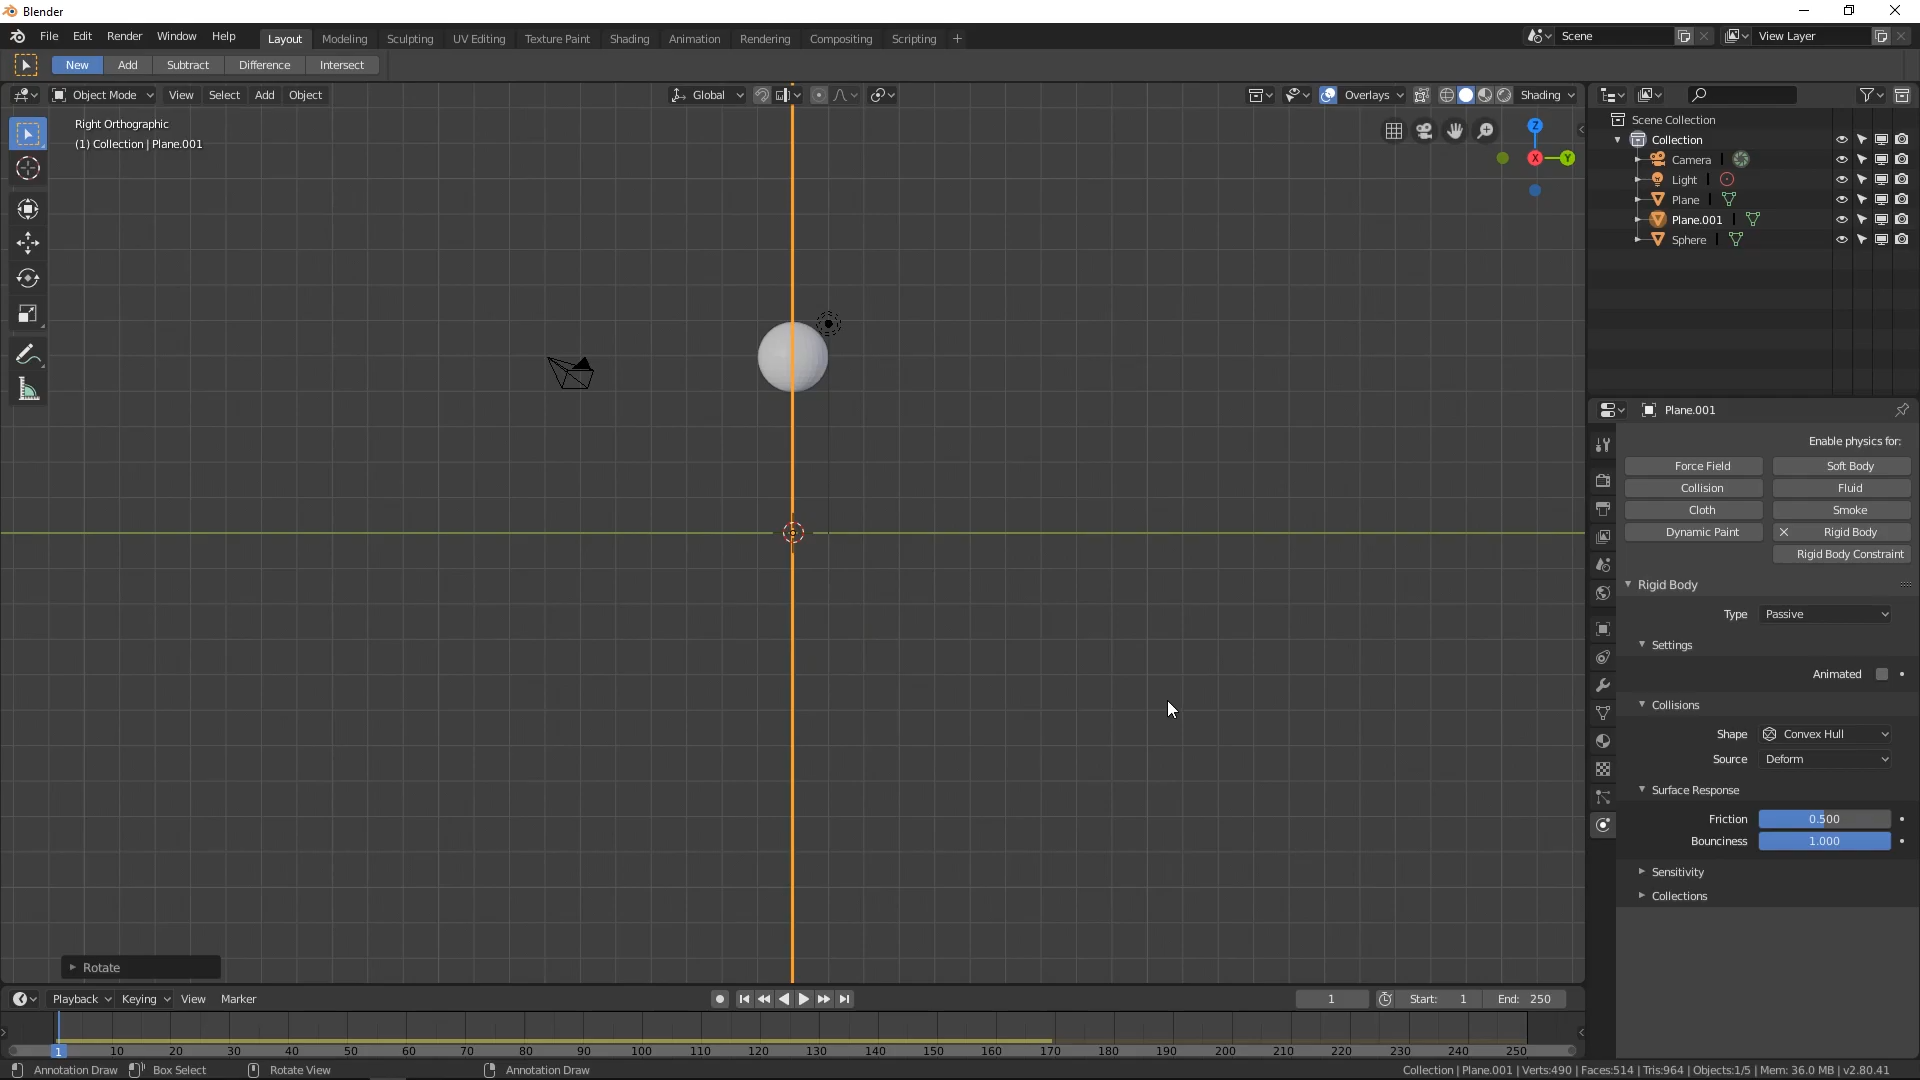 Blender
File Edit Render Window Help Layout Modeling Sculpting UV Editing Texture Paint Shading Animation Rendering Compositing Scripting + Scene View Layer
New Add Subtract Difference Intersect
Object Mode View Select Add Object Global Overlays Shading
Right Orthographic
(1) Collection | Plane.001
Z
X
Y
Scene Collection
Collection
Camera
Light
Plane
Plane.001
Sphere
Plane.001
Enable physics for:
Force Field Soft Body
Collision Fluid
Cloth Smoke
Dynamic Paint Rigid Body
Rigid Body Constraint
Rigid Body
Type Passive
Settings
Animated
Collisions
Shape Convex Hull
Source Deform
Surface Response
Friction 0.500
Bounciness 1.000
Sensitivity
Collections
Rotate
Playback Keying View Marker 1 Start: 1 End: 250
1 10 20 30 40 50 60 70 80 90 100 110 120 130 140 150 160 170 180 190 200 210 220 230 240 250
Annotation Draw Box Select Rotate View Annotation Draw Collection | Plane.001 | Verts:490 | Faces:514 | Tris:964 | Objects:1/5 | Mem: 36.0 MB | v2.80.41